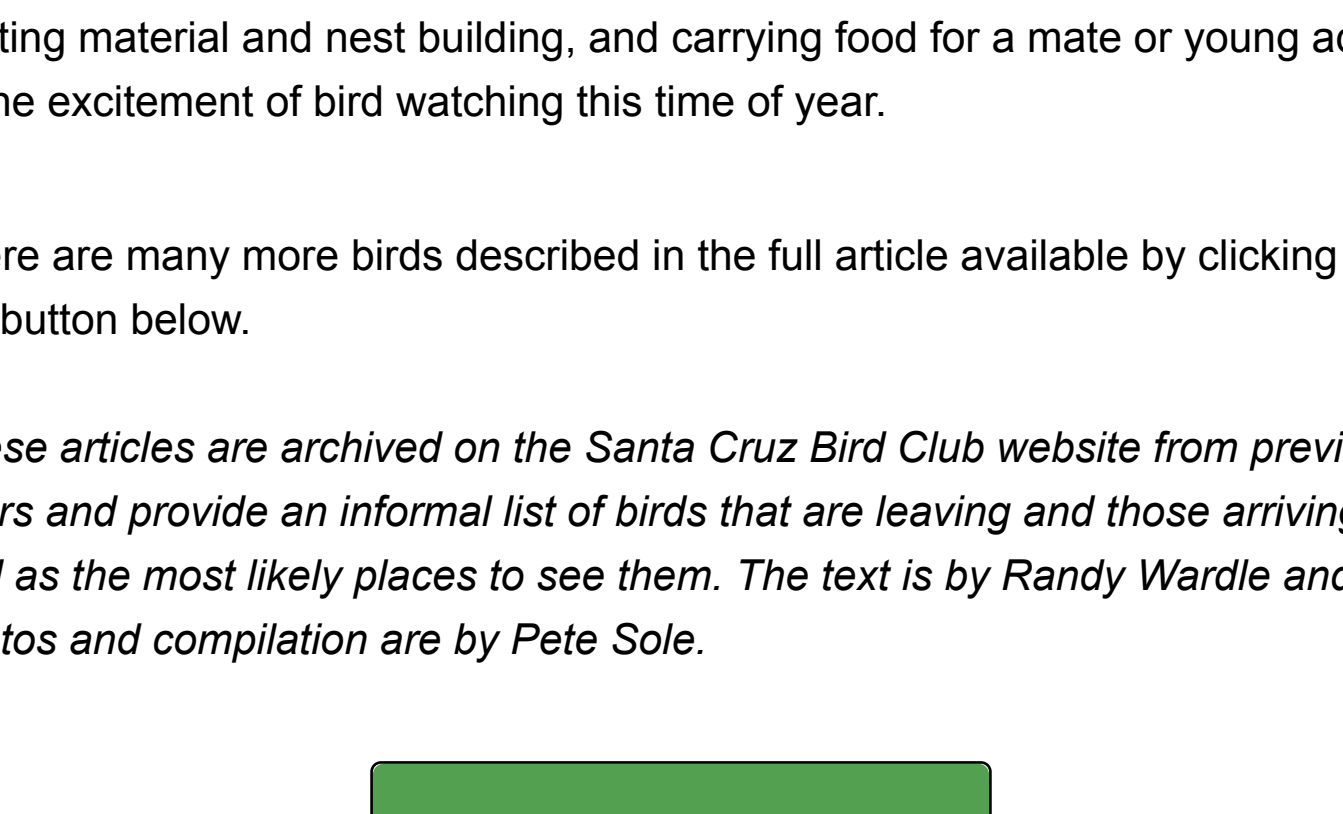 ting material and nest building, and carrying food for a mate or young
he excitement of bird watching this time of year.
re are many more birds described in the full article available by clicking
button below.
se articles are archived on the Santa Cruz Bird Club website from previ
rs and provide an informal list of birds that are leaving and those arriving
as the most likely places to see them. The text is by Randy Wardle and
tos and compilation are by Pete Sole.